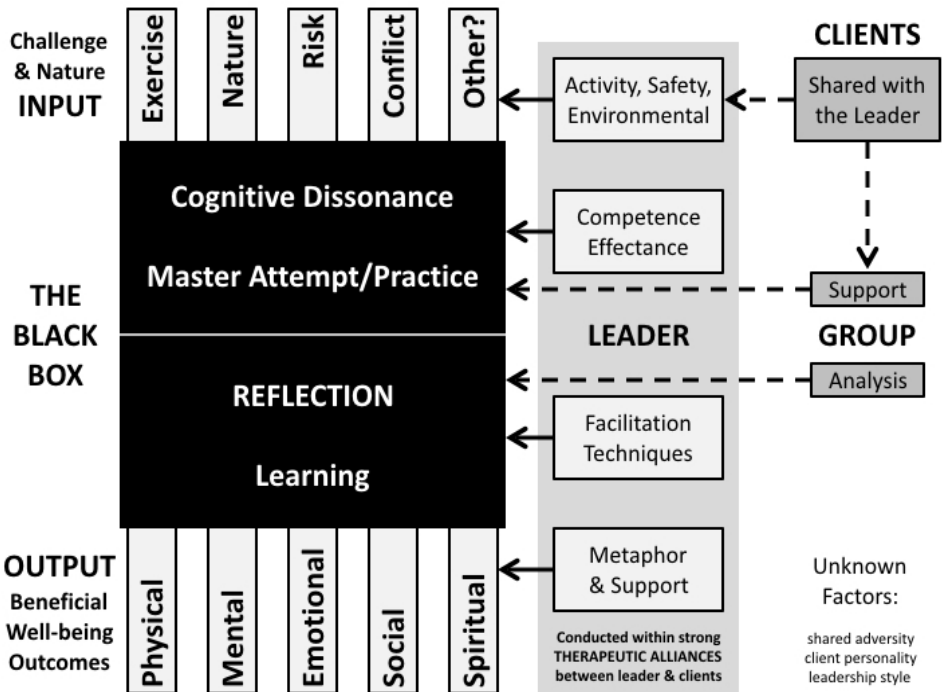 Challenge
& Nature
INPUT
Exercise
Nature
Risk
Conflict
Other?
Activity, Safety,
Environmental
CLIENTS
Shared with
the Leader
THE
BLACK
BOX
Cognitive Dissonance
Master Attempt/Practice
REFLECTION
Learning
Competence
Effectance
LEADER
Facilitation
Techniques
Support
GROUP
Analysis
OUTPUT
Beneficial
Well-being
Outcomes
Physical
Mental
Emotional
Social
Spiritual
Metaphor
& Support
Conducted within strong
THERAPEUTIC ALLIANCES
between leader & clients
Unknown
Factors:
shared adversity
client personality
leadership style